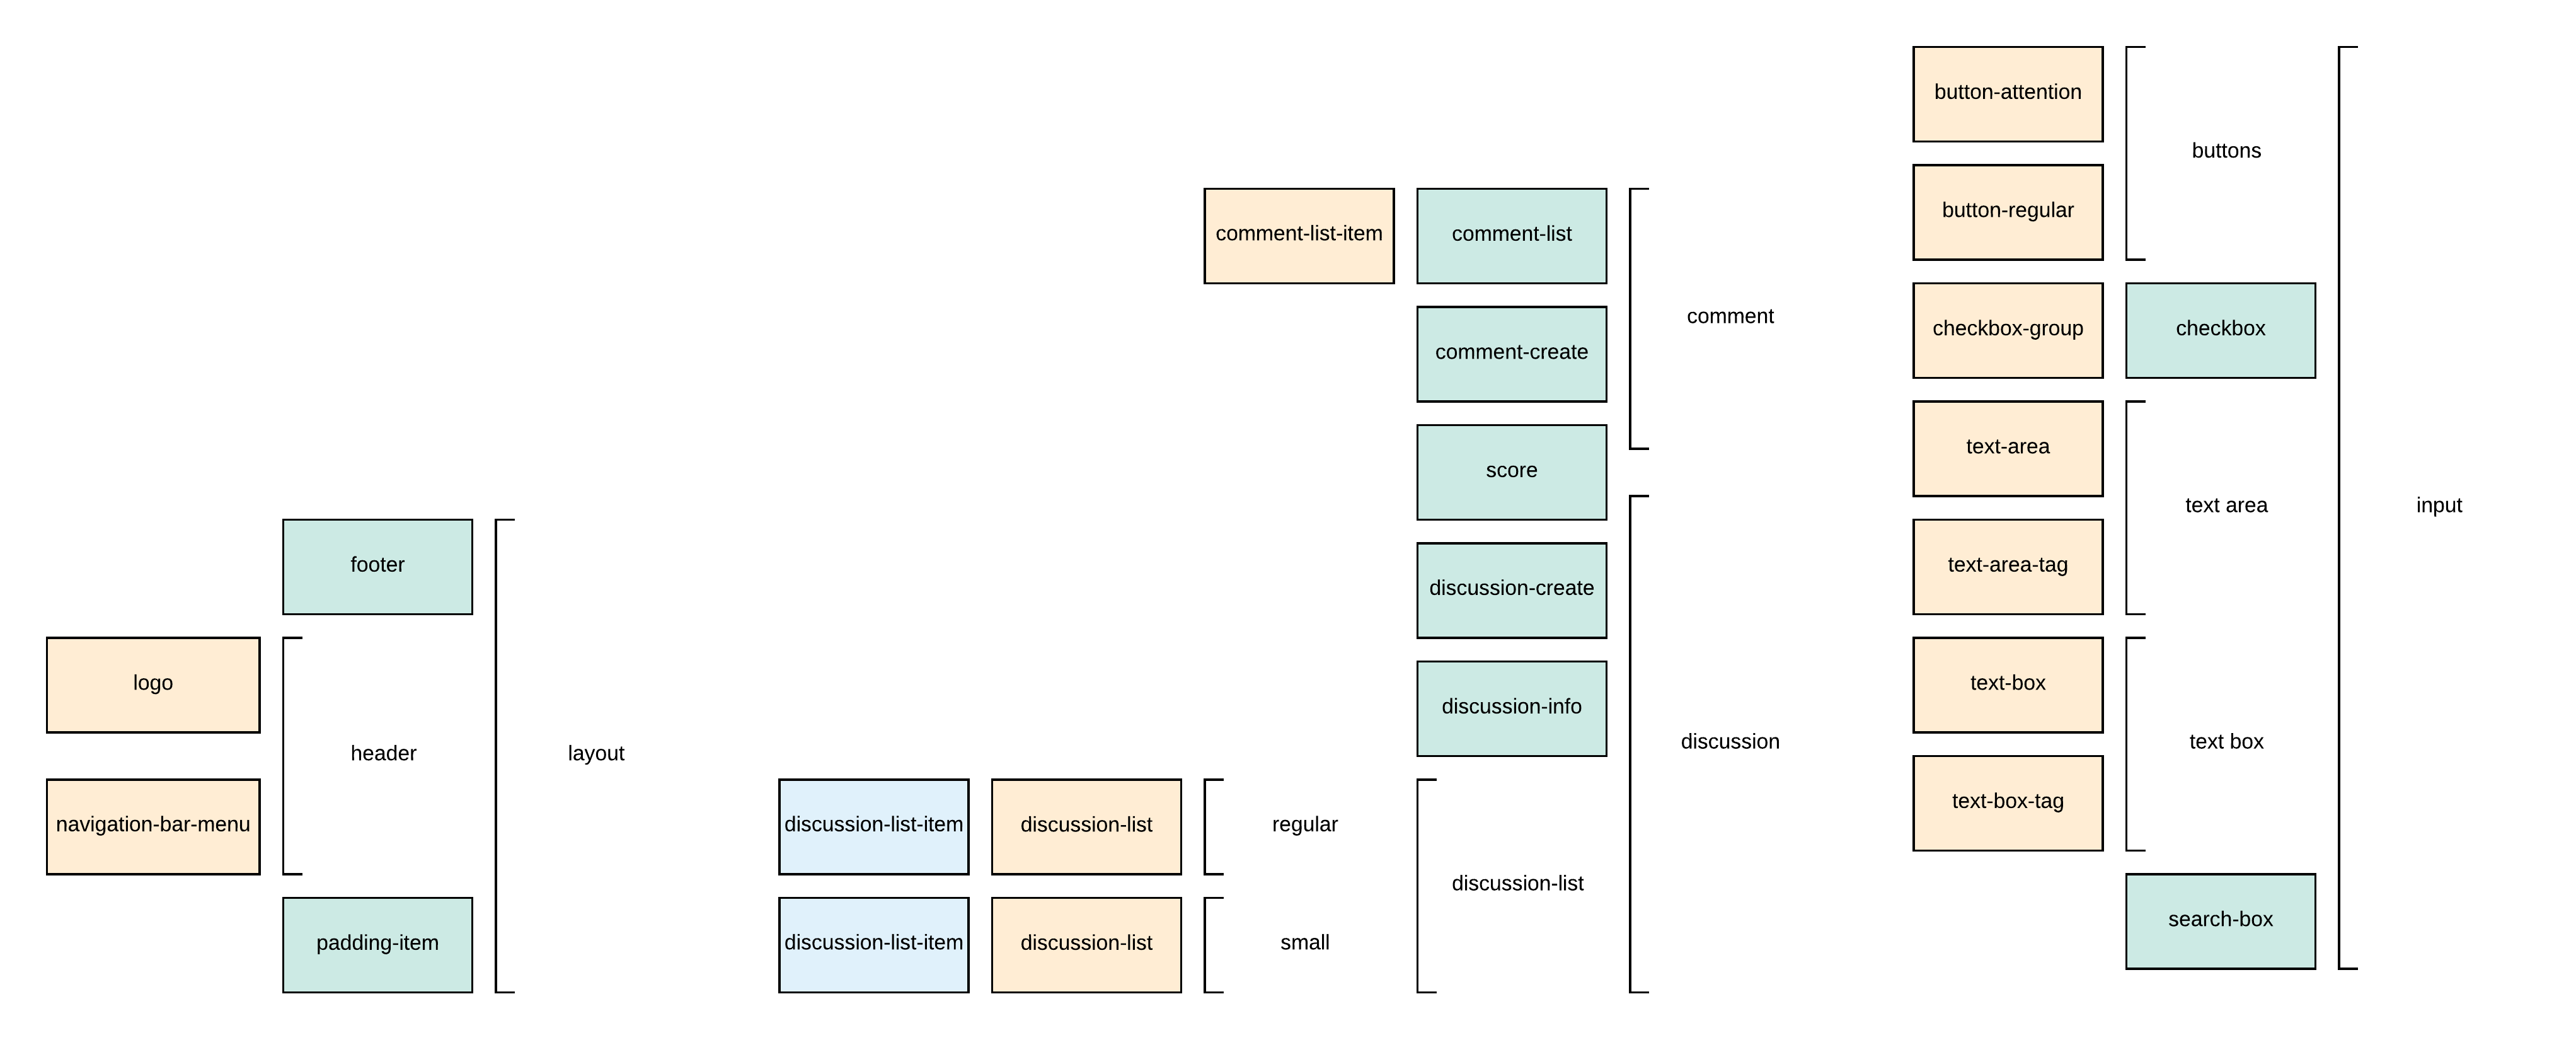 footer
logo
header
navigation-bar-menu
padding-item
layout
comment-list-item
comment-list
comment-create
comment
score
discussion-create
discussion-info
discussion
discussion-list-item
discussion-list
regular
discussion-list-item
discussion-list
small
discussion-list
button-attention
button-regular
buttons
checkbox-group
checkbox
text-area
text-area-tag
text area
text-box
text-box-tag
text box
search-box
input